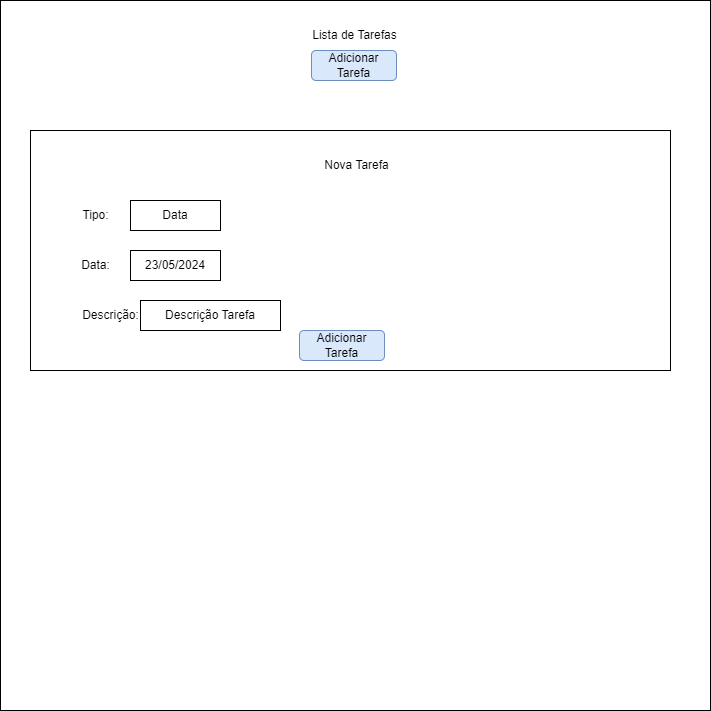 Lista de Tarefas
Adicionar
Tarefa
Nova Tarefa
Tipo: Data
Data: 23/05/2024
Descrição: Descrição Tarefa
Adicionar
Tarefa